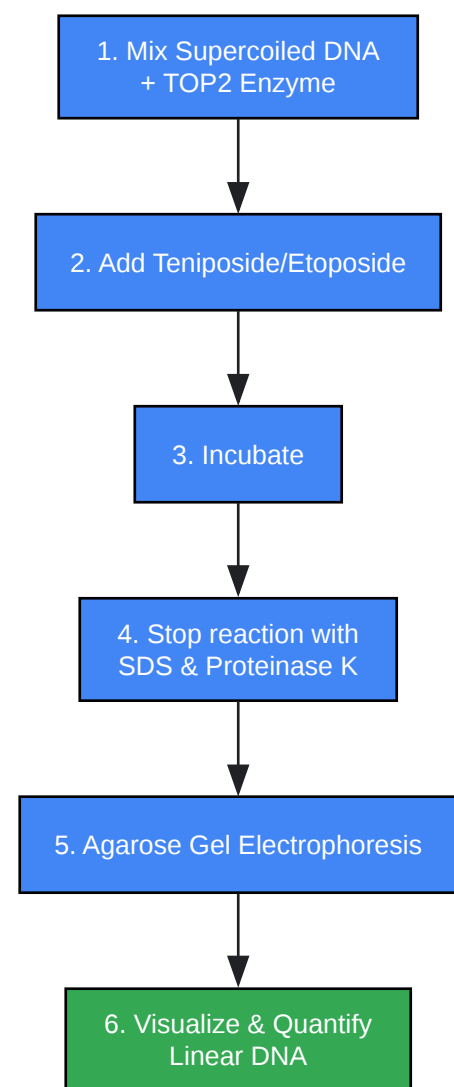 1. Mix Supercoiled DNA
+ TOP2 Enzyme
2. Add Teniposide/Etoposide
3. Incubate
4. Stop reaction with
SDS & Proteinase K
5. Agarose Gel Electrophoresis
6. Visualize & Quantify
Linear DNA